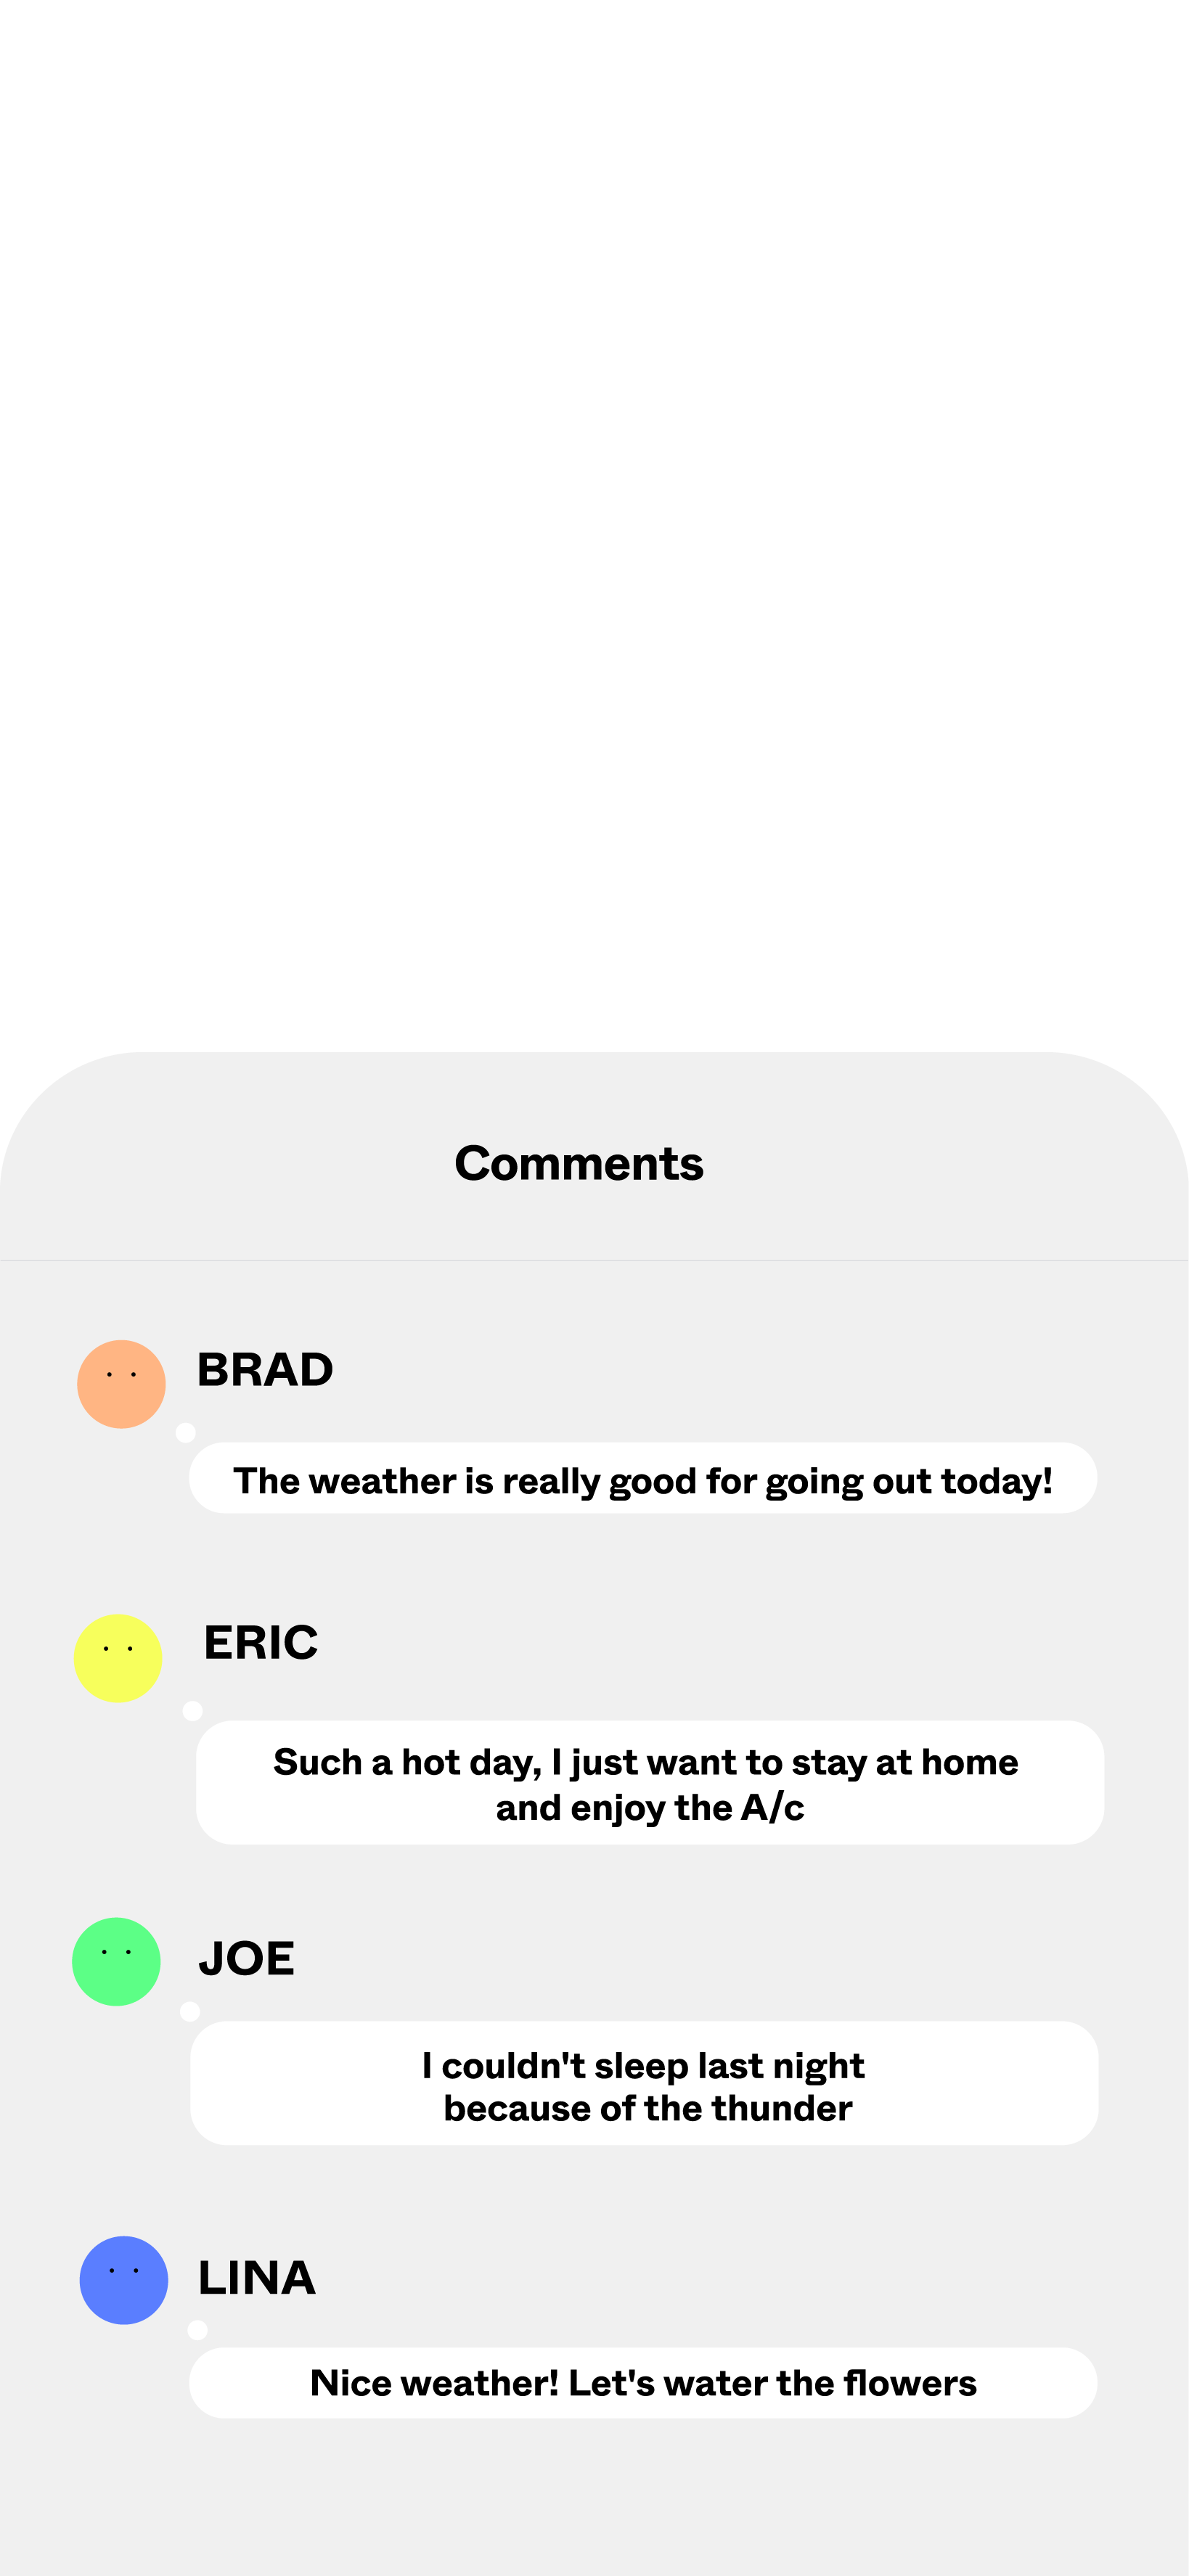 Comments
BRAD
The weather is really good for going out today!
ERIC
Such a hot day, I just want to stay at home
and enjoy the A/c
JOE
I couldn't sleep last night
because of the thunder
LINA
Nice weather! Let's water the flowers